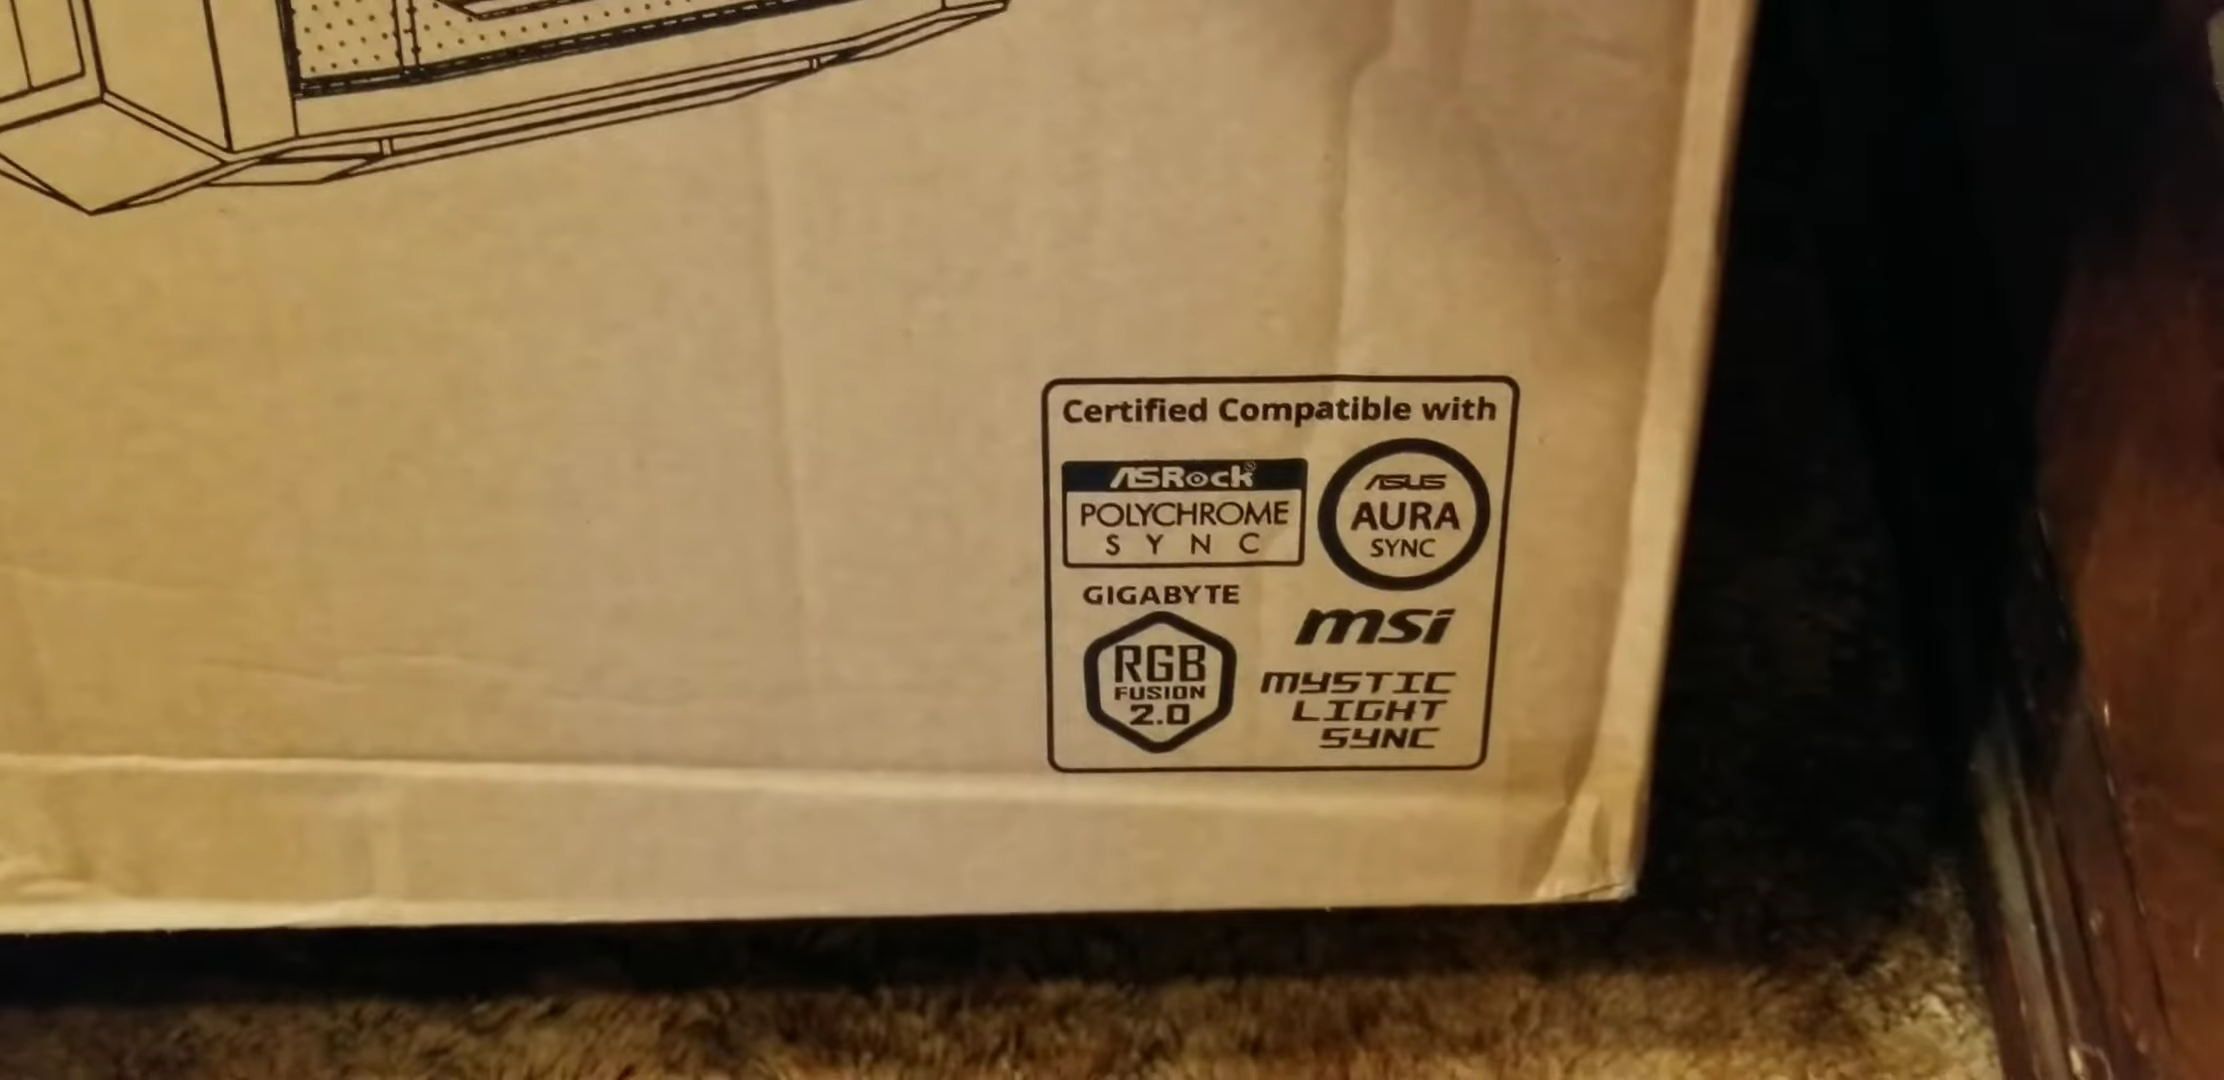 Certified Compatible with
ASRock®
POLYCHROME
SYNC
ASUS
AURA
SYNC
GIGABYTE
RGB
FUSION
2.0
msi
MYSTIC
LIGHT
SYNC